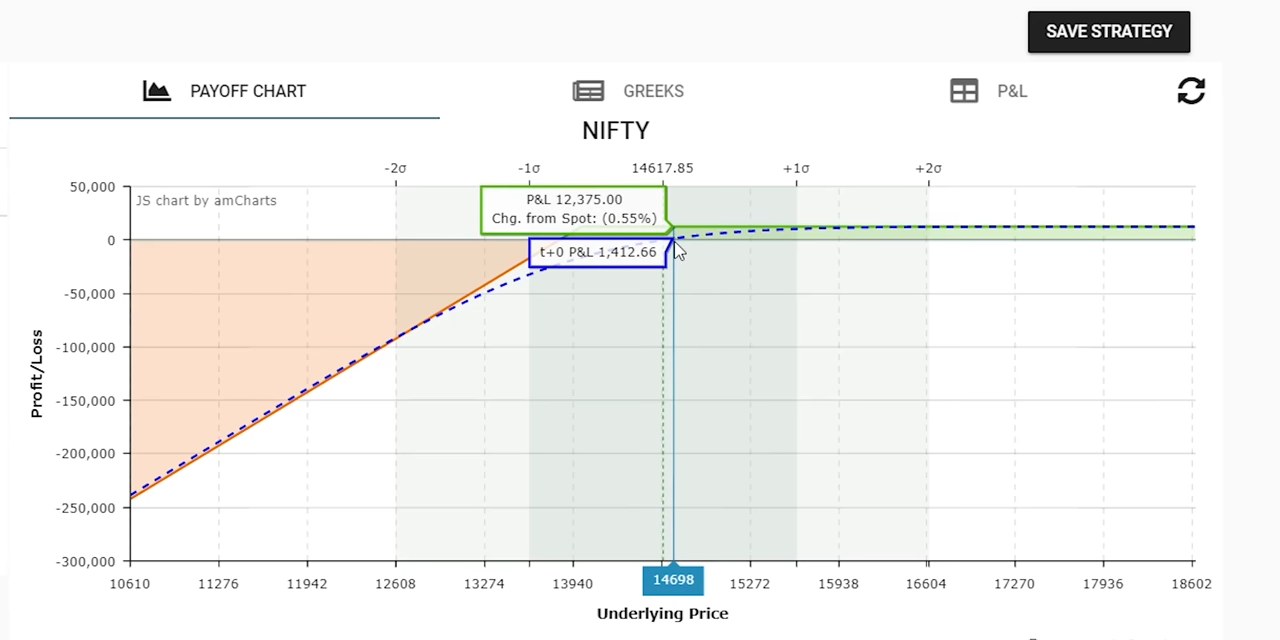 SAVE STRATEGY
PAYOFF CHART
GREEKS
P&L
NIFTY
-2σ
-1σ
14617.85
+1σ
+2σ
JS chart by amCharts
P&L 12,375.00
Chg. from Spot: (0.55%)
t+0 P&L 1,412.66
50,000
0
-50,000
-100,000
-150,000
-200,000
-250,000
-300,000
Profit/Loss
10610
11276
11942
12608
13274
13940
14698
15272
15938
16604
17270
17936
18602
Underlying Price